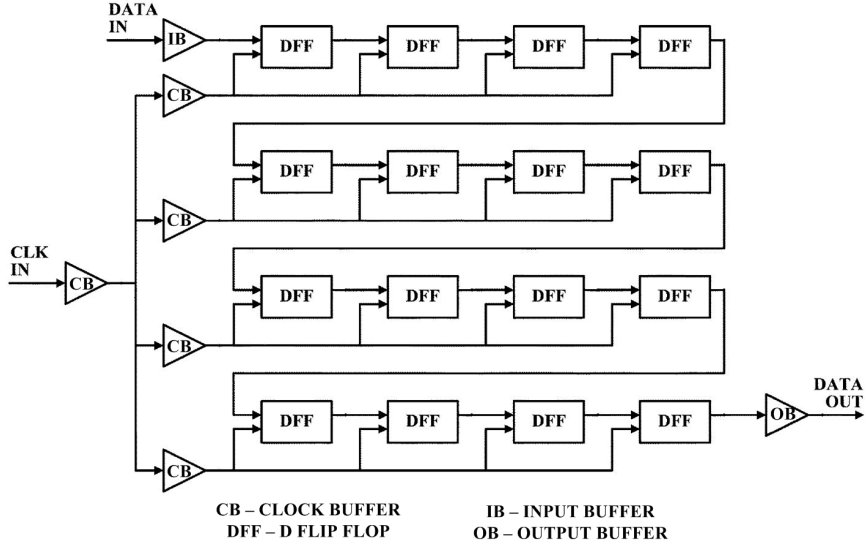 DATA
IN
IB
DFF DFF DFF DFF
CB
DFF DFF DFF DFF
CB
CLK
IN
CB
DFF DFF DFF DFF
CB
DATA
OUT
DFF DFF DFF DFF
OB
CB
CB – CLOCK BUFFER
IB – INPUT BUFFER
DFF – D FLIP FLOP
OB – OUTPUT BUFFER